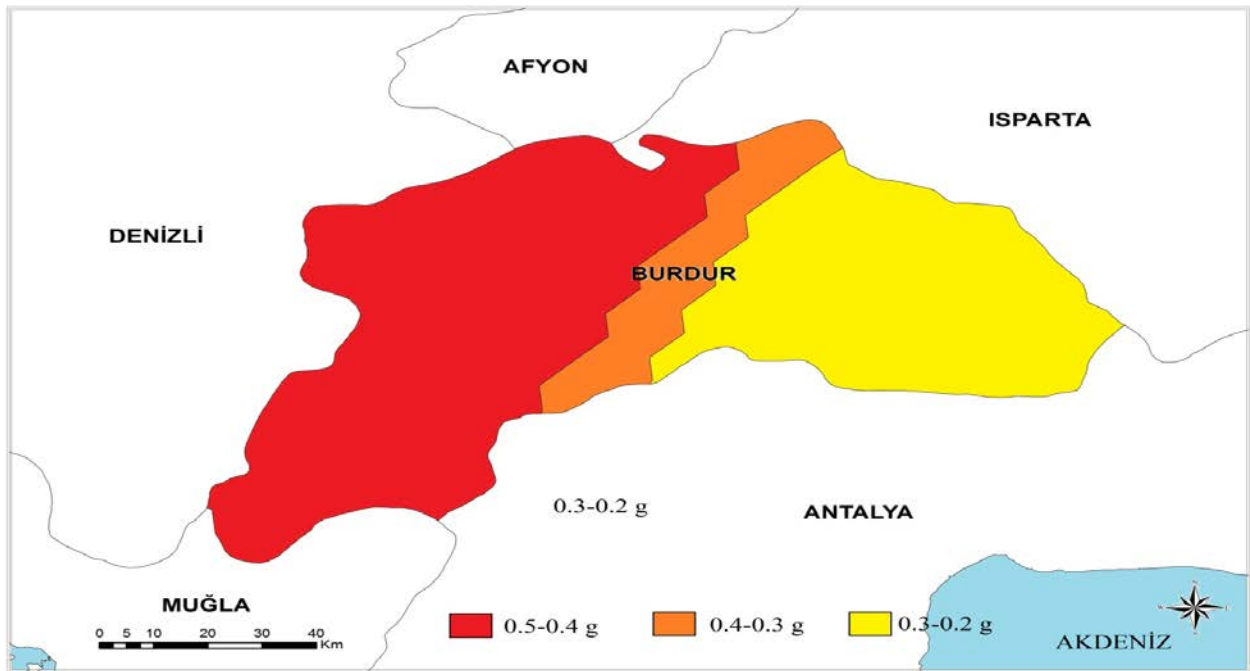 AFYON
ISPARTA
DENİZLİ
BURDUR
0.3-0.2 g
ANTALYA
MUĞLA
0 5 10 20 30 40
Km
0.5-0.4 g
0.4-0.3 g
0.3-0.2 g
AKDENİZ